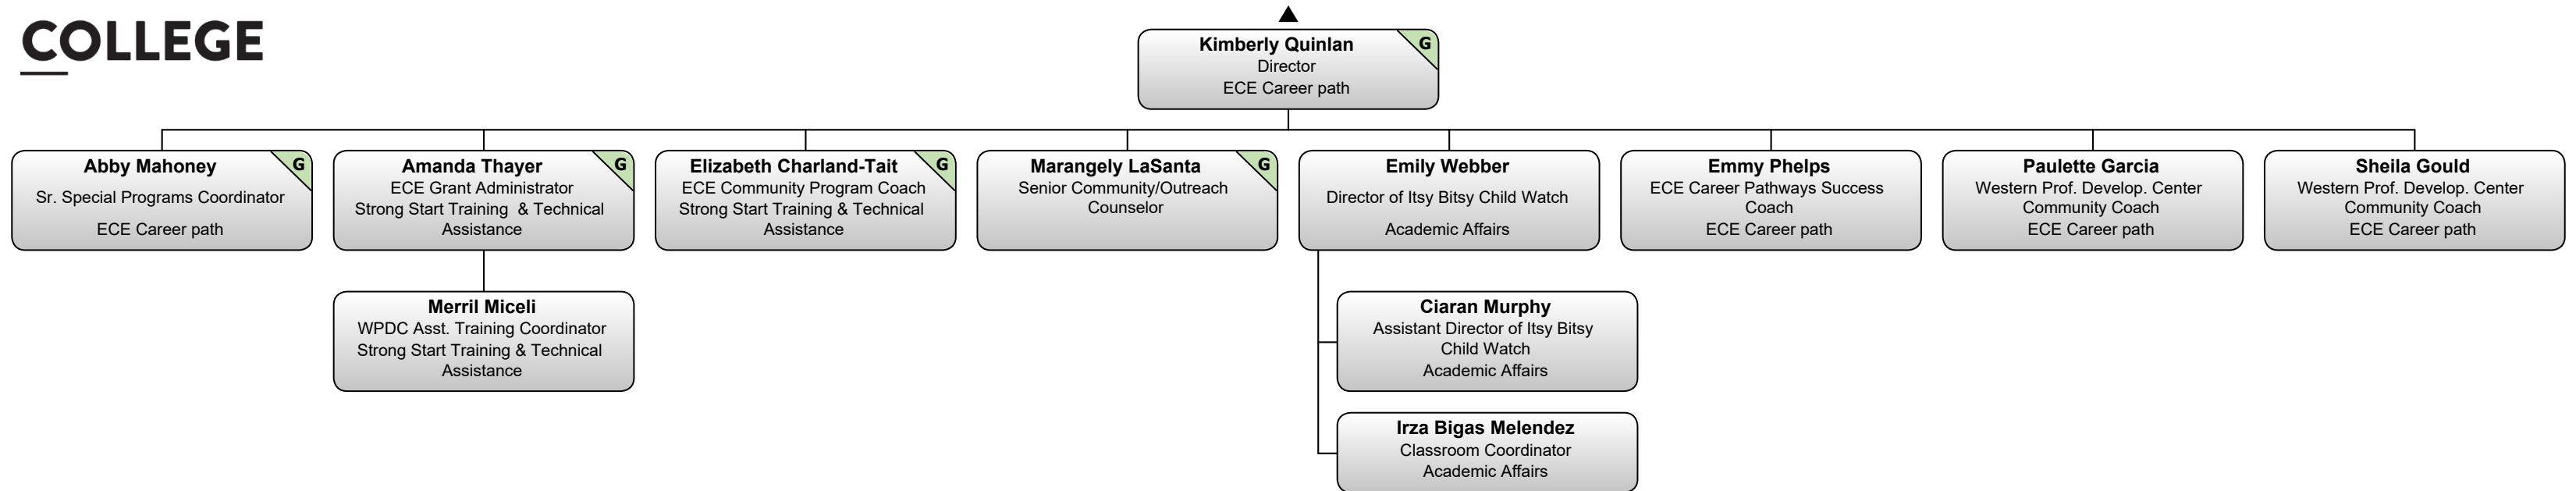 COLLEGE
Kimberly Quinlan
G
Director
ECE Career path
Abby Mahoney
G
Sr. Special Programs Coordinator
ECE Career path
Amanda Thayer
G
ECE Grant Administrator
Strong Start Training & Technical
Assistance
Elizabeth Charland-Tait
G
ECE Community Program Coach
Strong Start Training & Technical
Assistance
Marangely LaSanta
G
Senior Community/Outreach
Counselor
Emily Webber
Director of Itsy Bitsy Child Watch
Academic Affairs
Emmy Phelps
ECE Career Pathways Success
Coach
ECE Career path
Paulette Garcia
Western Prof. Develop. Center
Community Coach
ECE Career path
Sheila Gould
Western Prof. Develop. Center
Community Coach
ECE Career path
Merril Miceli
WPDC Asst. Training Coordinator
Strong Start Training & Technical
Assistance
Ciaran Murphy
Assistant Director of Itsy Bitsy
Child Watch
Academic Affairs
Irza Bigas Melendez
Classroom Coordinator
Academic Affairs